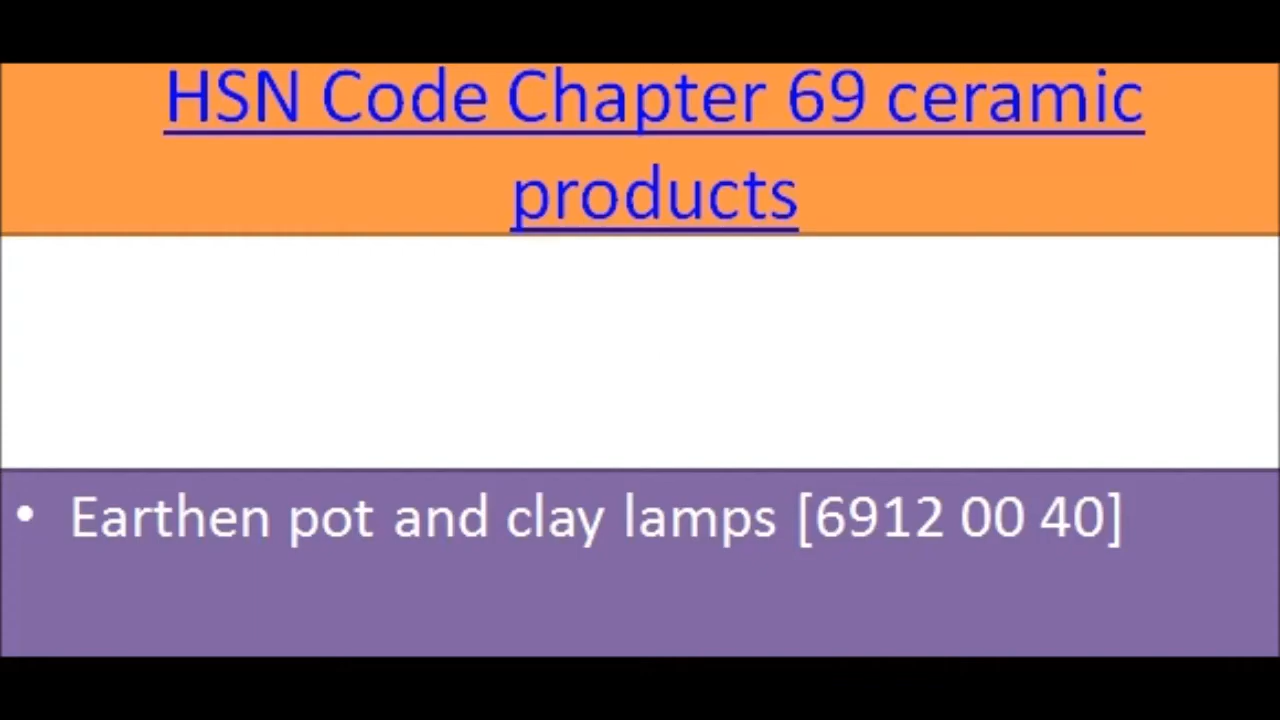 HSN Code Chapter 69 ceramic
products
• Earthen pot and clay lamps [6912 00 40]